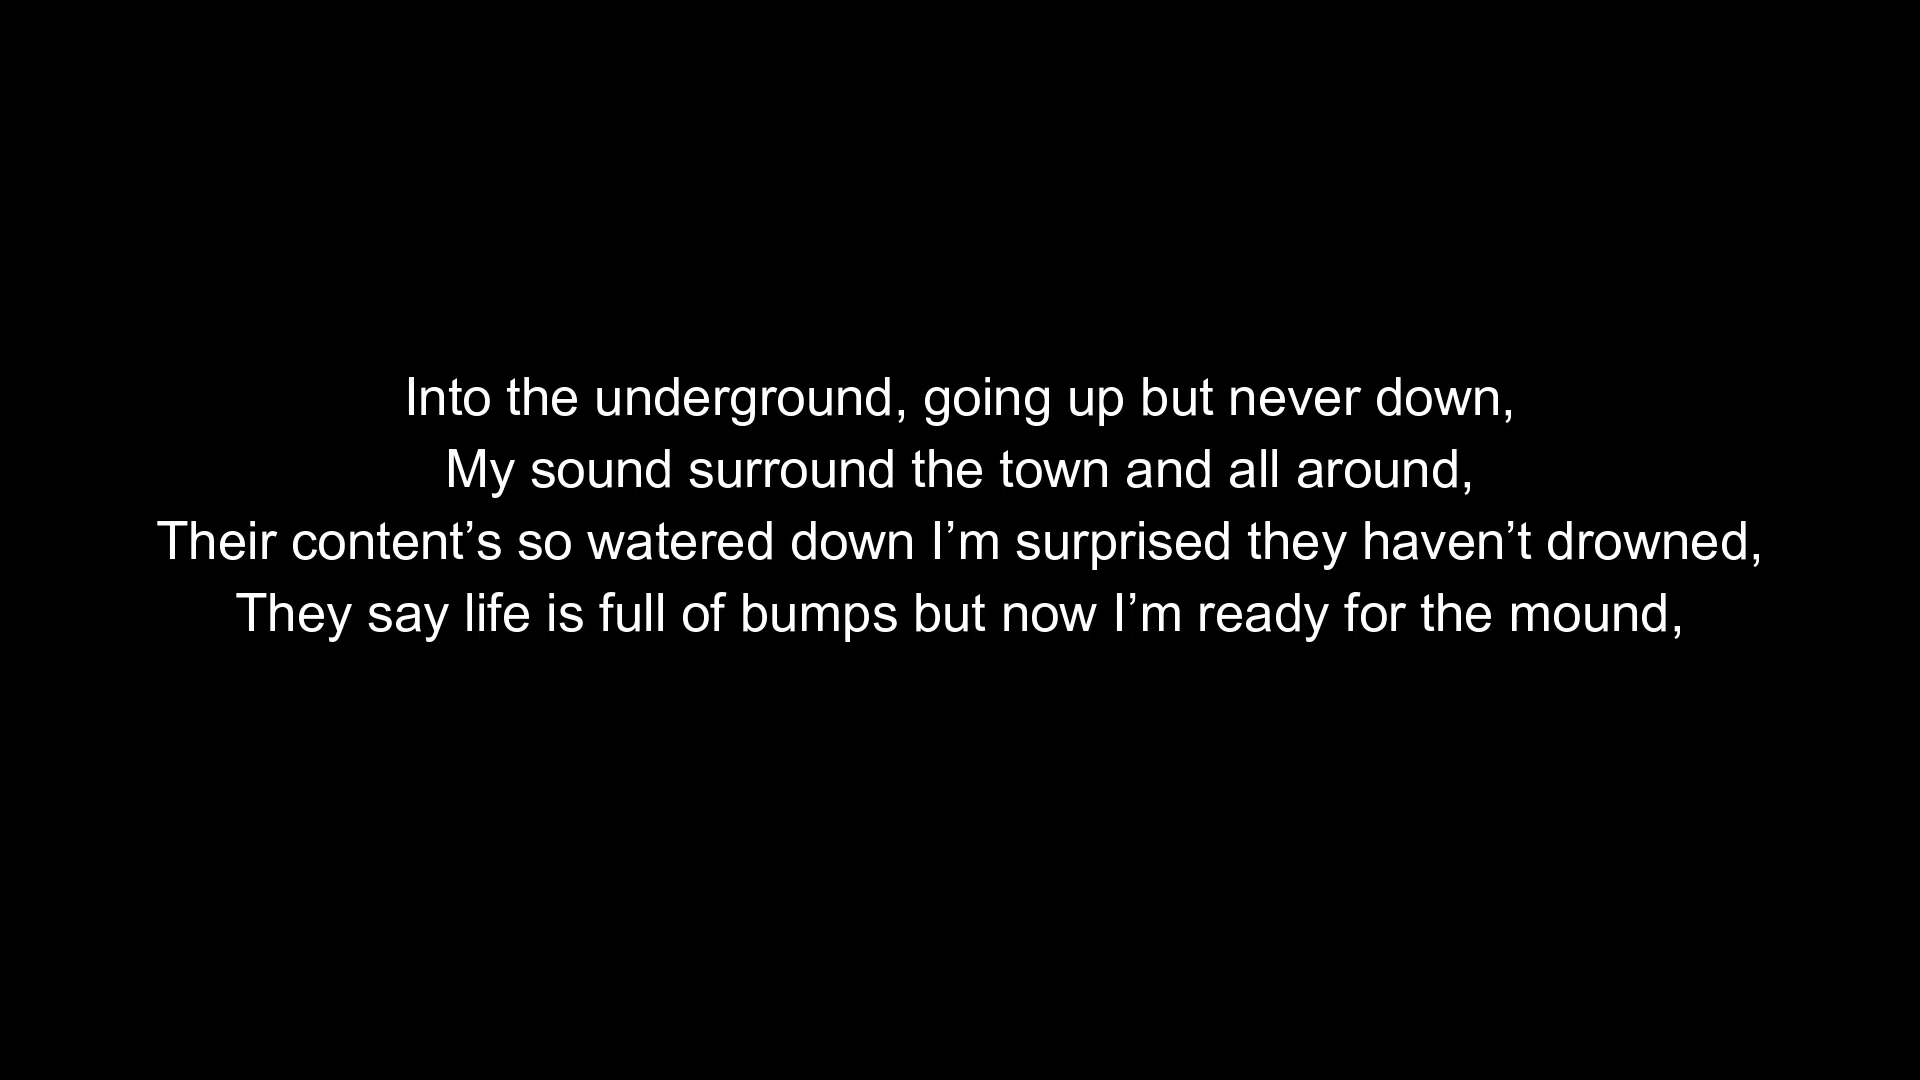 Into the underground, going up but never down,
My sound surround the town and all around,
Their content’s so watered down I’m surprised they haven’t drowned,
They say life is full of bumps but now I’m ready for the mound,